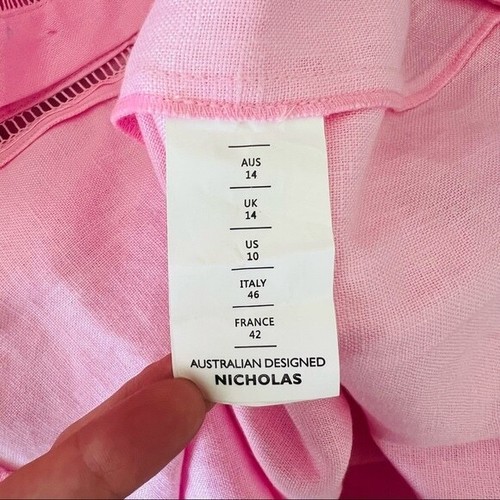 AUS
14
UK
14
US
10
ITALY
46
FRANCE
42
AUSTRALIAN DESIGNED
NICHOLAS